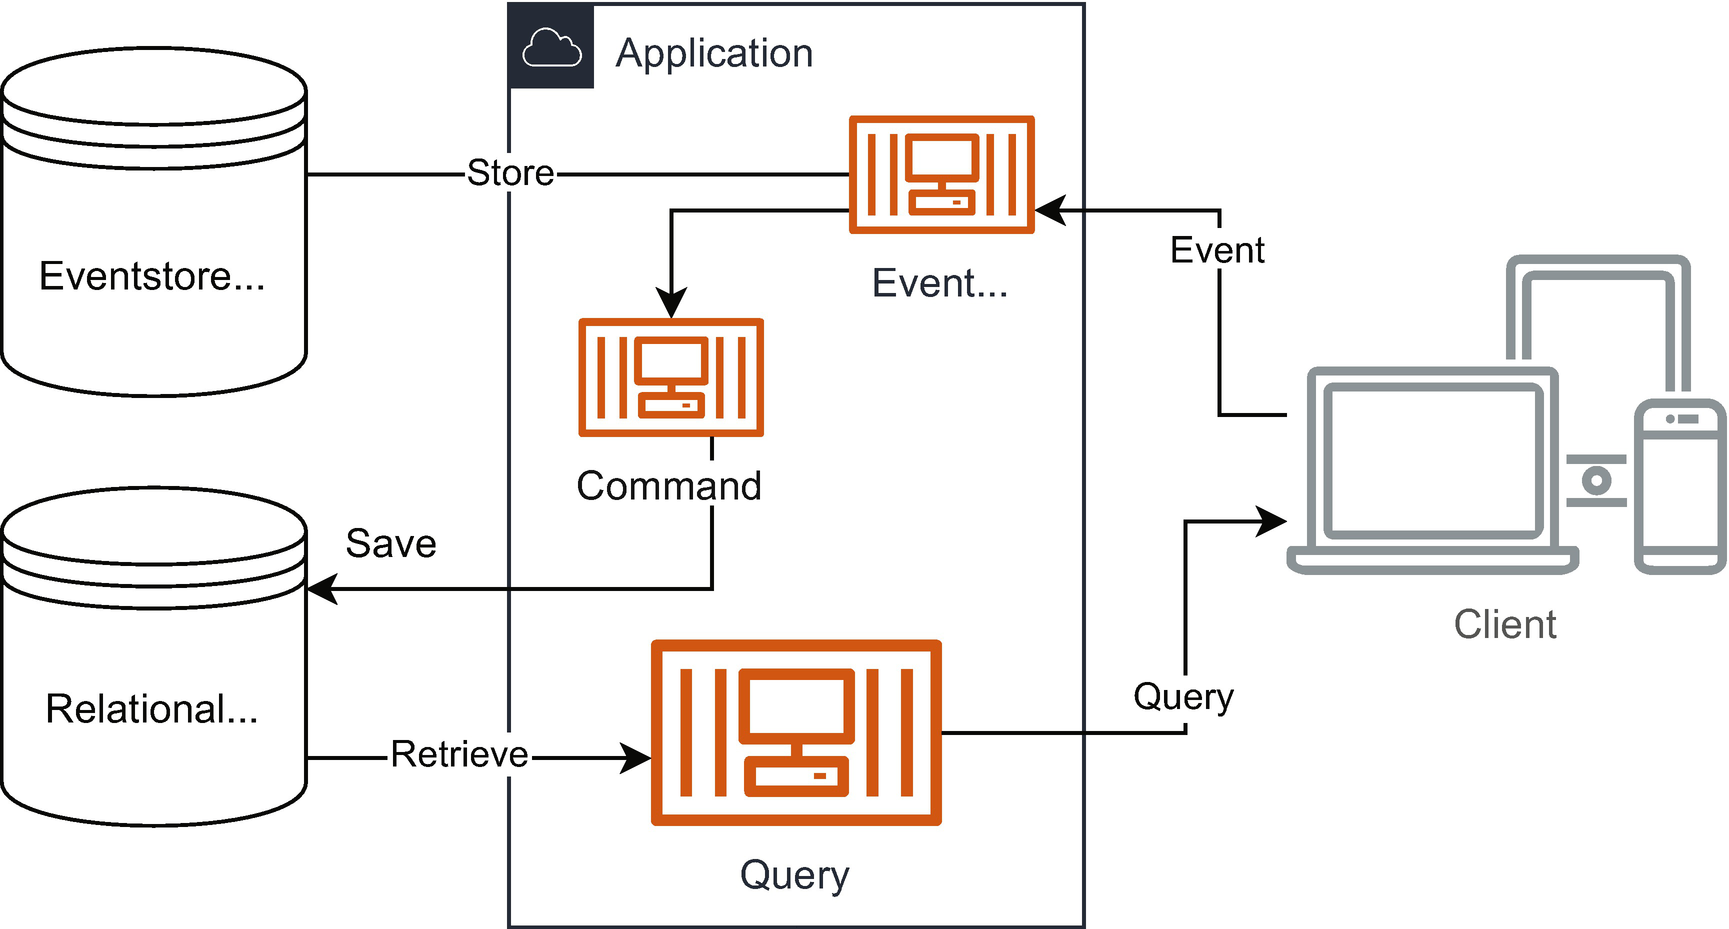 Application
Store
Event
Eventstore...
Event...
Command
Save
Client
Relational...
Query
Retrieve
Query